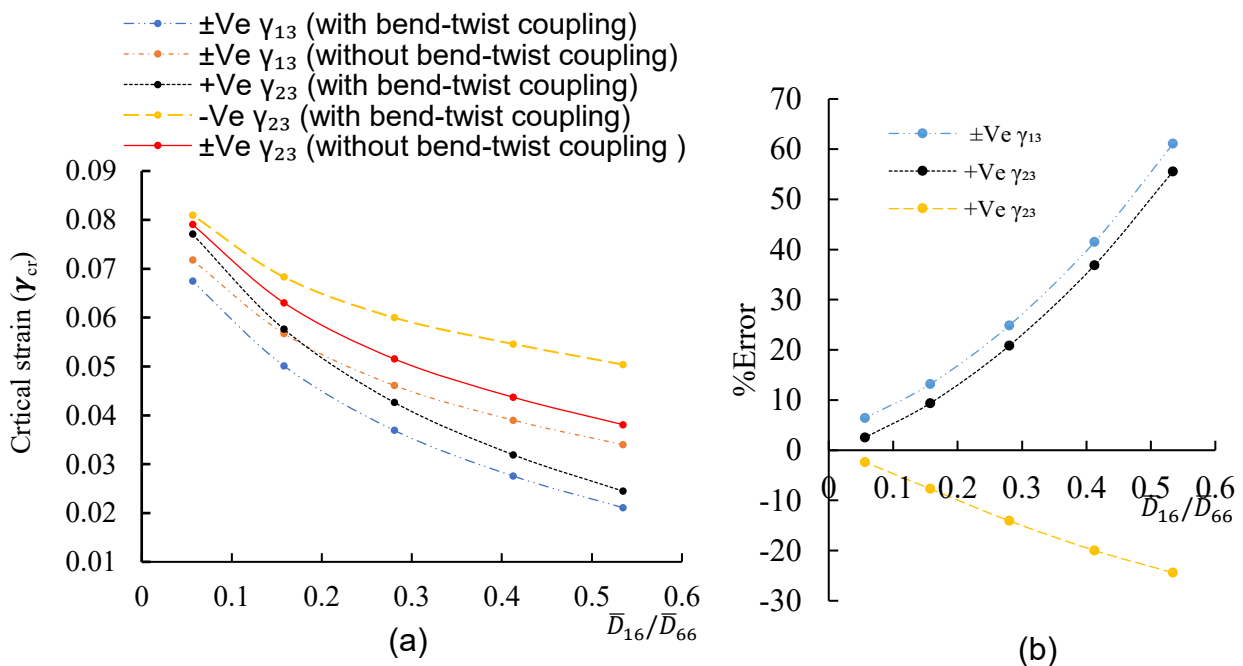 ±Ve γ₁₃ (with bend-twist coupling)
±Ve γ₁₃ (without bend-twist coupling)
+Ve γ₂₃ (with bend-twist coupling)
-Ve γ₂₃ (with bend-twist coupling)
±Ve γ₂₃ (without bend-twist coupling )
0.09
0.08
0.07
0.06
0.05
0.04
0.03
0.02
0.01
Crtical strain (γcr)
0 0.1 0.2 0.3 0.4 0.5 0.6
D̅₁₆/D̅₆₆
(a)
70
60
50
40
30
20
10
0
-10
-20
-30
%Error
±Ve γ₁₃
+Ve γ₂₃
+Ve γ₂₃
0 0.1 0.2 0.3 0.4 0.5 0.6
D̅₁₆/D̅₆₆
(b)